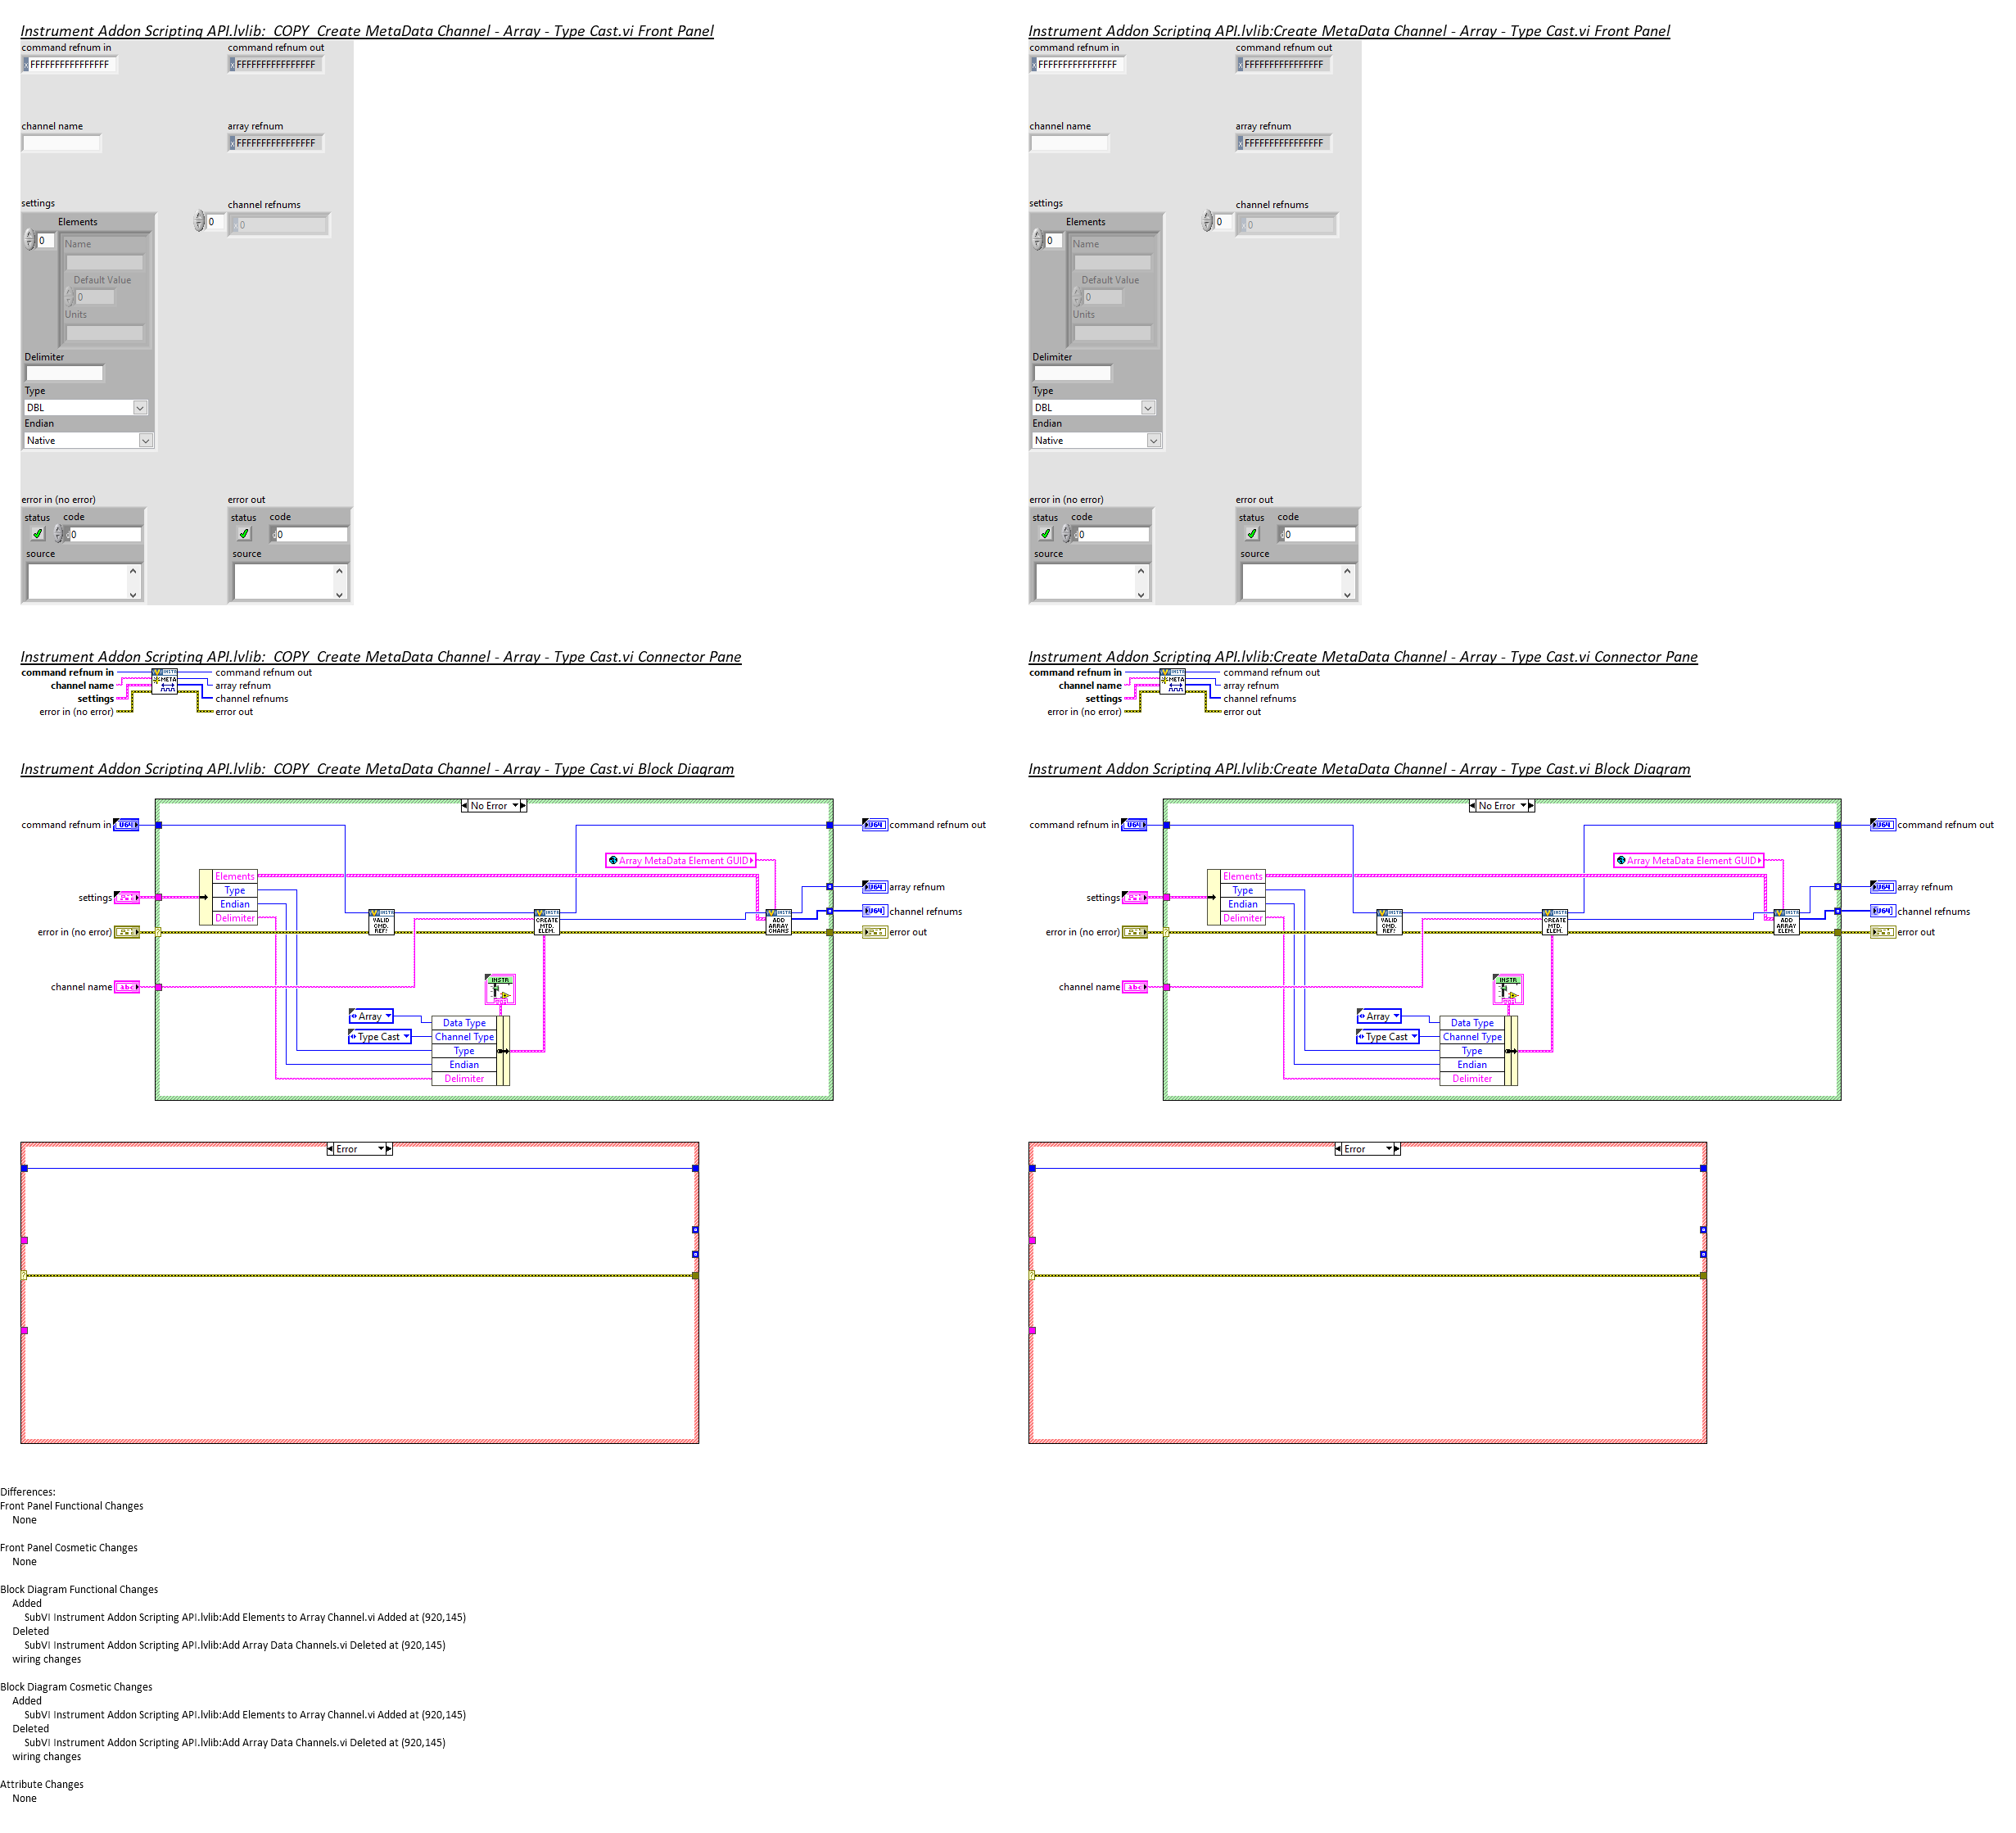 Instrument Addon Scripting API.lvlib:_COPY_Create MetaData Channel - Array - Type Cast.vi Front Panel
command refnum in
command refnum out
FFFFFFFFFFFFFFFF
FFFFFFFFFFFFFFFF
channel name
array refnum
FFFFFFFFFFFFFFFF
settings
channel refnums
Elements
0
0
0
Name
Default Value
0
Units
Delimiter
Type
DBL
Endian
Native
error in (no error)
error out
status code
status code
0
0
source
source
Instrument Addon Scripting API.lvlib:Create MetaData Channel - Array - Type Cast.vi Front Panel
command refnum in
command refnum out
FFFFFFFFFFFFFFFF
FFFFFFFFFFFFFFFF
channel name
array refnum
FFFFFFFFFFFFFFFF
settings
channel refnums
Elements
0
0
0
Name
Default Value
0
Units
Delimiter
Type
DBL
Endian
Native
error in (no error)
error out
status code
status code
0
0
source
source
Instrument Addon Scripting API.lvlib:_COPY_Create MetaData Channel - Array - Type Cast.vi Connector Pane
command refnum in
command refnum out
channel name
META
array refnum
settings
channel refnums
error in (no error)
error out
Instrument Addon Scripting API.lvlib:Create MetaData Channel - Array - Type Cast.vi Connector Pane
command refnum in
command refnum out
channel name
META
array refnum
settings
channel refnums
error in (no error)
error out
Instrument Addon Scripting API.lvlib:_COPY_Create MetaData Channel - Array - Type Cast.vi Block Diagram
No Error
command refnum in
U64
U64
command refnum out
Array MetaData Element GUID
Elements
Type
Endian
Delimiter
settings
U64
array refnum
U64
channel refnums
VALID CMD. REF?
CREATE MTD. ELEM.
ADD ARRAY CHANS
error in (no error)
error out
channel name
abc
INSTR
Array
Type Cast
Data Type
Channel Type
Type
Endian
Delimiter
Error
Instrument Addon Scripting API.lvlib:Create MetaData Channel - Array - Type Cast.vi Block Diagram
No Error
command refnum in
U64
U64
command refnum out
Array MetaData Element GUID
Elements
Type
Endian
Delimiter
settings
U64
array refnum
U64
channel refnums
VALID CMD. REF?
CREATE MTD. ELEM.
ADD ARRAY ELEM.
error in (no error)
error out
channel name
abc
INSTR
Array
Type Cast
Data Type
Channel Type
Type
Endian
Delimiter
Error
Differences:
Front Panel Functional Changes
None
Front Panel Cosmetic Changes
None
Block Diagram Functional Changes
Added
SubVI Instrument Addon Scripting API.lvlib:Add Elements to Array Channel.vi Added at (920,145)
Deleted
SubVI Instrument Addon Scripting API.lvlib:Add Array Data Channels.vi Deleted at (920,145)
wiring changes
Block Diagram Cosmetic Changes
Added
SubVI Instrument Addon Scripting API.lvlib:Add Elements to Array Channel.vi Added at (920,145)
Deleted
SubVI Instrument Addon Scripting API.lvlib:Add Array Data Channels.vi Deleted at (920,145)
wiring changes
Attribute Changes
None